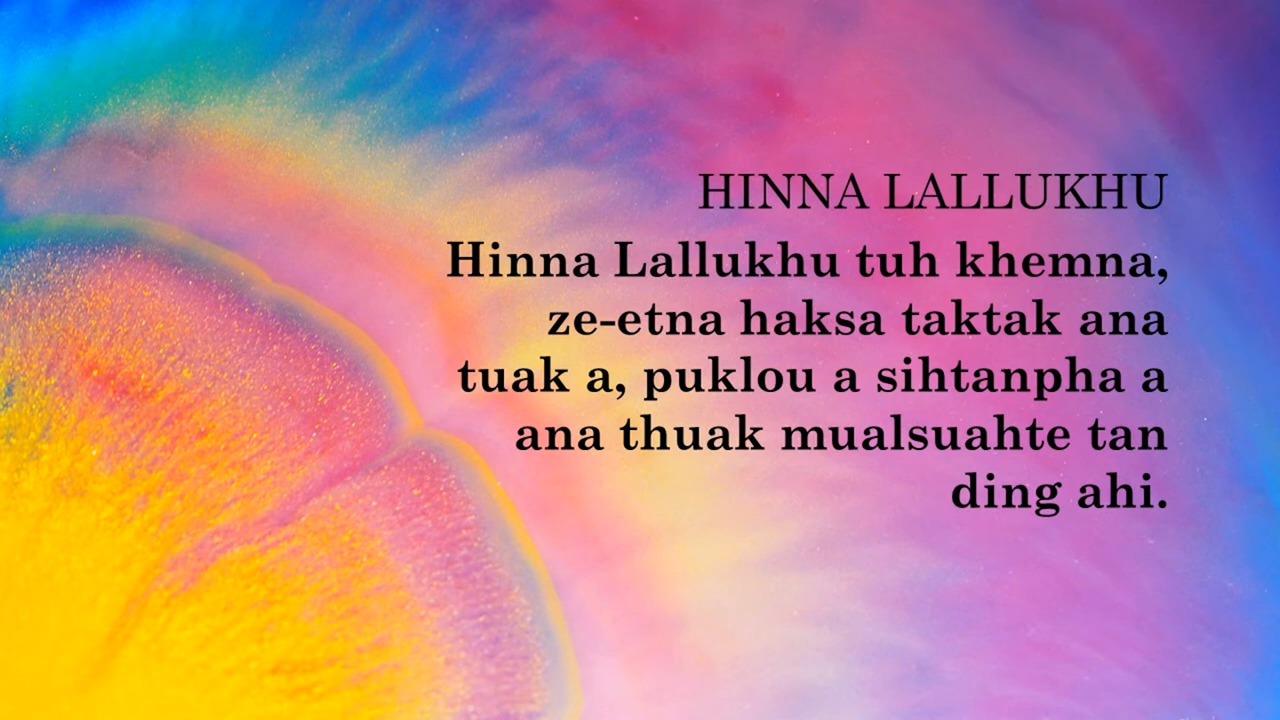 HINNA LALLUKHU
Hinna Lallukhu tuh khemna,
ze-etna haksa taktak ana
tuak a, puklou a sihtanpha a
ana thuak mualsuahte tan
ding ahi.